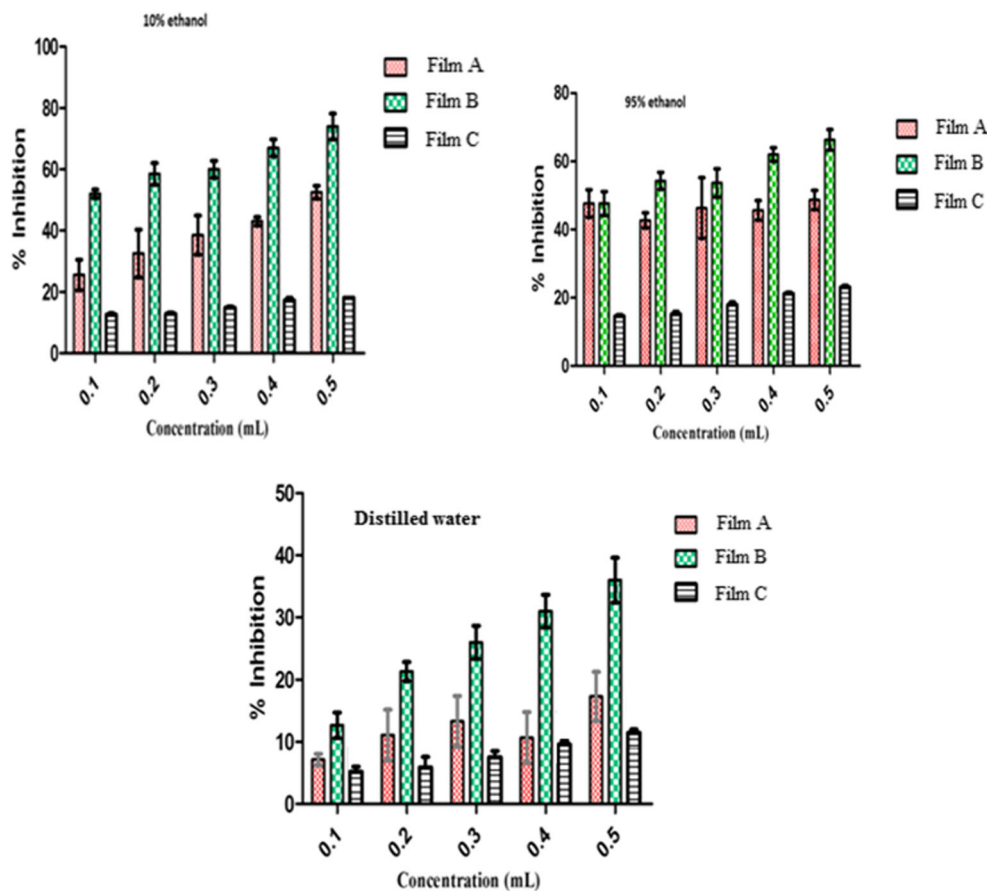 10% ethanol
% Inhibition
100
80
60
40
20
0
0.1
0.2
0.3
0.4
0.5
Concentration (mL)
Film A
Film B
Film C
95% ethanol
% Inhibition
80
60
40
20
0
0.1
0.2
0.3
0.4
0.5
Concentration (mL)
Film A
Film B
Film C
Distilled water
% Inhibition
50
40
30
20
10
0
0.1
0.2
0.3
0.4
0.5
Concentration (mL)
Film A
Film B
Film C